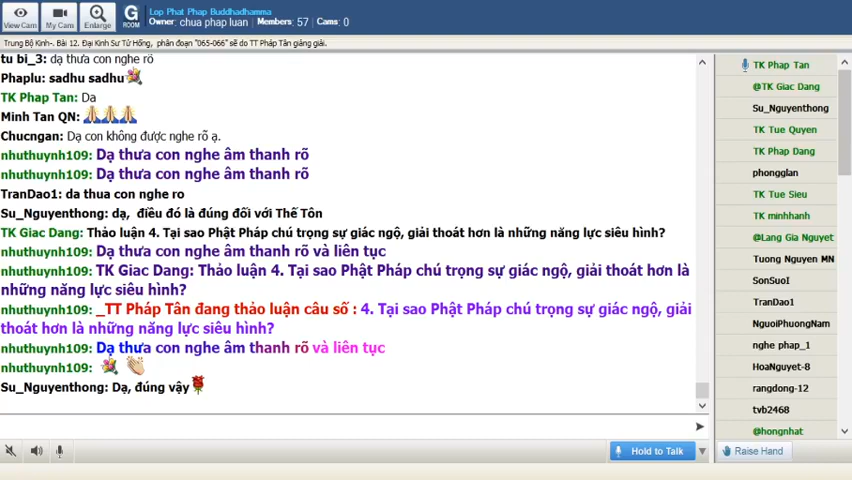 View Cam
My Cam
Enlarge
G ROOM
Lop Phat Phap Buddhadhamma
Owner: chua phap luan Members: 57 Cams: 0
Trung Bộ Kinh-. Bài 12. Đại Kinh Sư Tử Hống, phân đoạn "065-066" sẽ do TT Pháp Tân giảng giải.
tu bi_3: dạ thưa con nghe rõ
Phaplu: sadhu sadhu
TK Phap Tan: Da
Minh Tan QN:
Chucngan: Dạ con không được nghe rõ ạ.
nhuthuynh109: Dạ thưa con nghe âm thanh rõ
nhuthuynh109: Dạ thưa con nghe âm thanh rõ
TranDao1: da thua con nghe ro
Su_Nguyenthong: dạ, điều đó là đúng đối với Thế Tôn
TK Giac Dang: Thảo luận 4. Tại sao Phật Pháp chú trọng sự giác ngộ, giải thoát hơn là những năng lực siêu hình?
nhuthuynh109: Dạ thưa con nghe âm thanh rõ và liên tục
nhuthuynh109: TK Giac Dang: Thảo luận 4. Tại sao Phật Pháp chú trọng sự giác ngộ, giải thoát hơn là
những năng lực siêu hình?
nhuthuynh109: _TT Pháp Tân đang thảo luận câu số : 4. Tại sao Phật Pháp chú trọng sự giác ngộ, giải
thoát hơn là những năng lực siêu hình?
nhuthuynh109: Dạ thưa con nghe âm thanh rõ và liên tục
nhuthuynh109:
Su_Nguyenthong: Dạ, đúng vậy
Hold to Talk
Raise Hand
TK Phap Tan
@TK Giac Dang
Su_Nguyenthong
TK Tue Quyen
TK Phap Dang
phongglan
TK Tue Sieu
TK minhhanh
@Lang Gia Nguyet
Tuong Nguyen MN
SonSuoI
TranDao1
NguoiPhuongNam
nghe phap_1
HoaNguyet-8
rangdong-12
tvb2468
@hongnhat